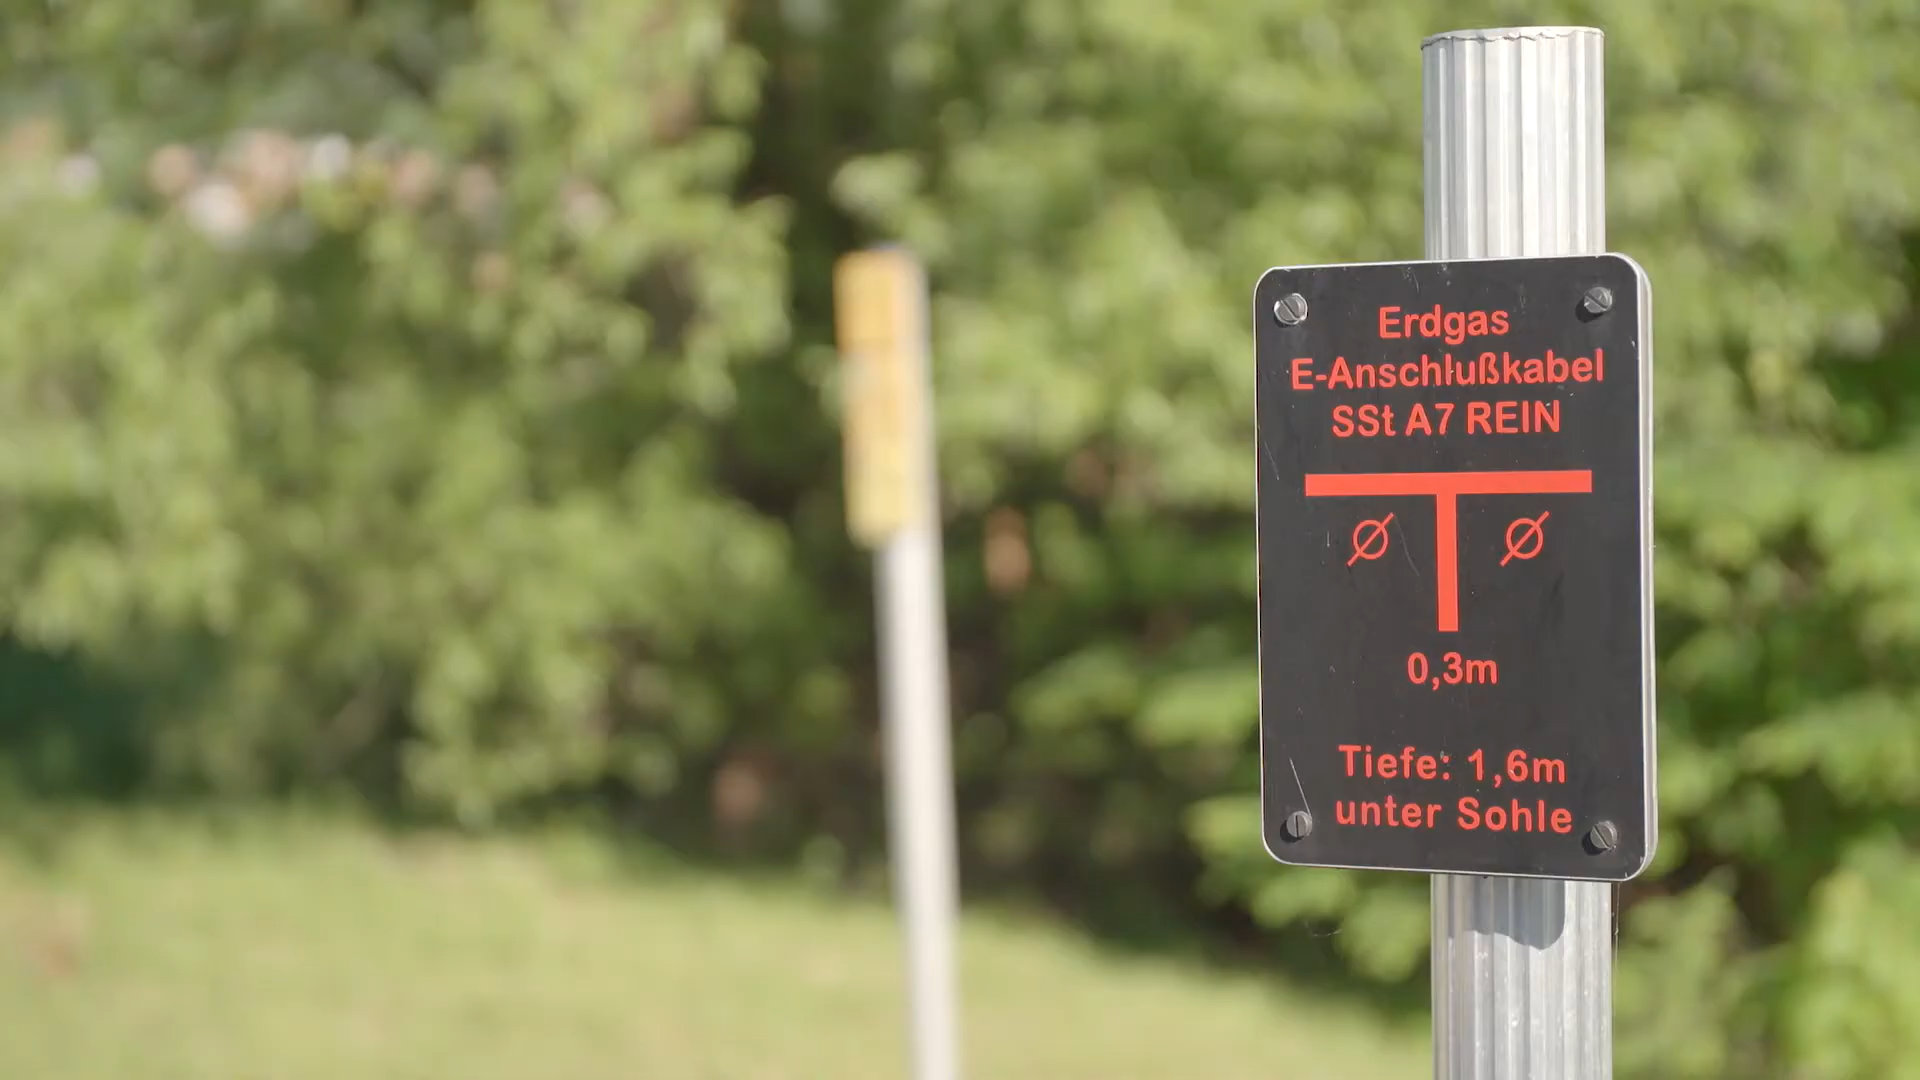 Erdgas
E-Anschlußkabel
SSt A7 REIN
Ø Ø
0,3m
Tiefe: 1,6m
unter Sohle